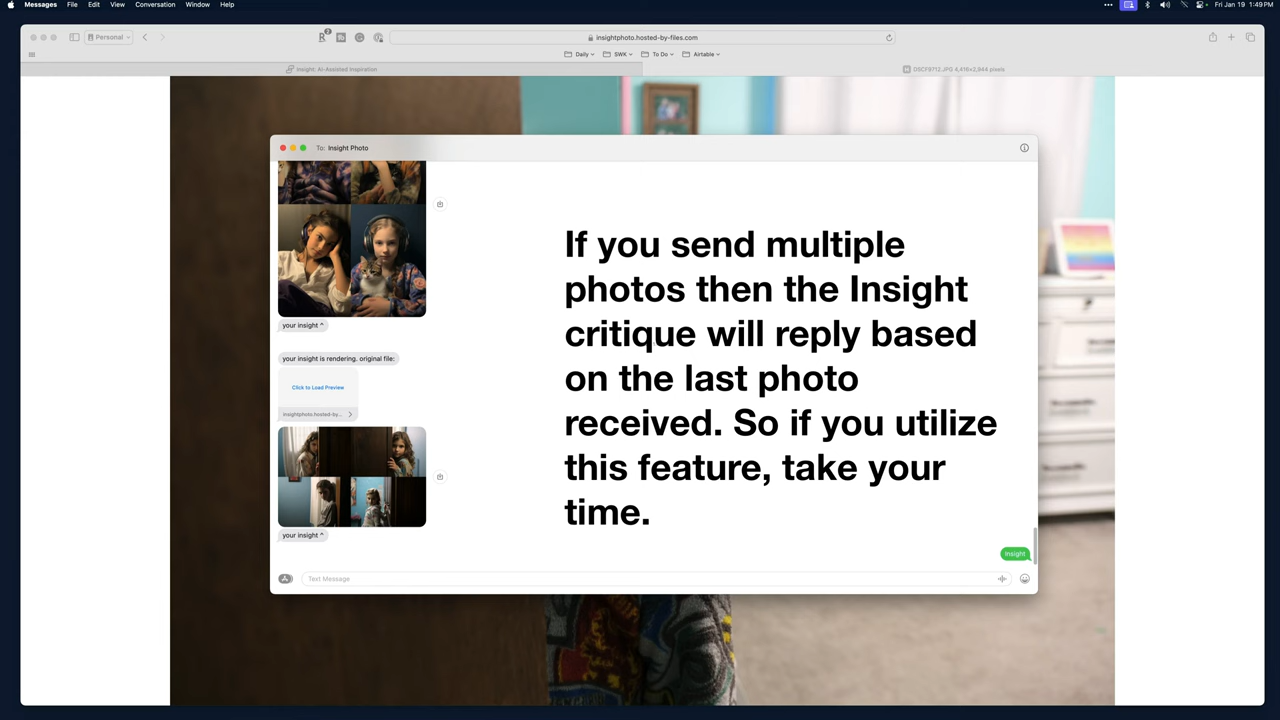 Messages File Edit View Conversation Window Help
Fri Jan 19 1:49 PM
Personal
insightphoto.hosted-by-files.com
Daily SWK To Do Airtable
Insight: AI-Assisted Inspiration
DSCF9712.JPG 4,416×2,944 pixels
To: Insight Photo
your insight ^
your insight is rendering. original file:
Click to Load Preview
insightphoto.hosted-by...
your insight ^
If you send multiple
photos then the Insight
critique will reply based
on the last photo
received. So if you utilize
this feature, take your
time.
Insight
Text Message